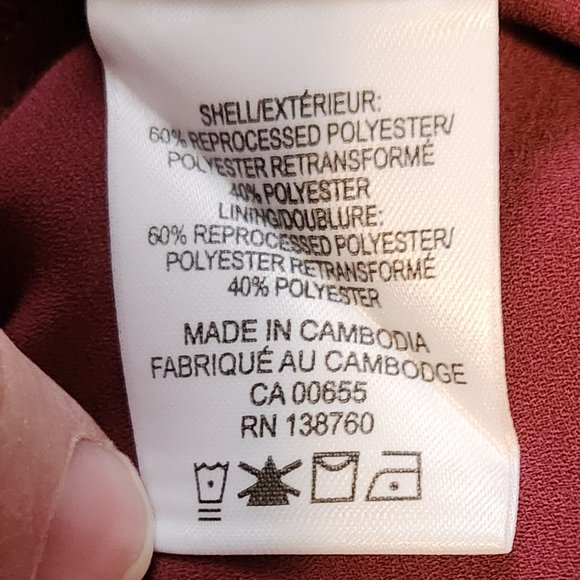 SHELL/EXTÉRIEUR:
60% REPROCESSED POLYESTER/
POLYESTER RETRANSFORMÉ
40% POLYESTER
LINING/DOUBLURE:
60% REPROCESSED POLYESTER/
POLYESTER RETRANSFORMÉ
40% POLYESTER
MADE IN CAMBODIA
FABRIQUÉ AU CAMBODGE
CA 00655
RN 138760